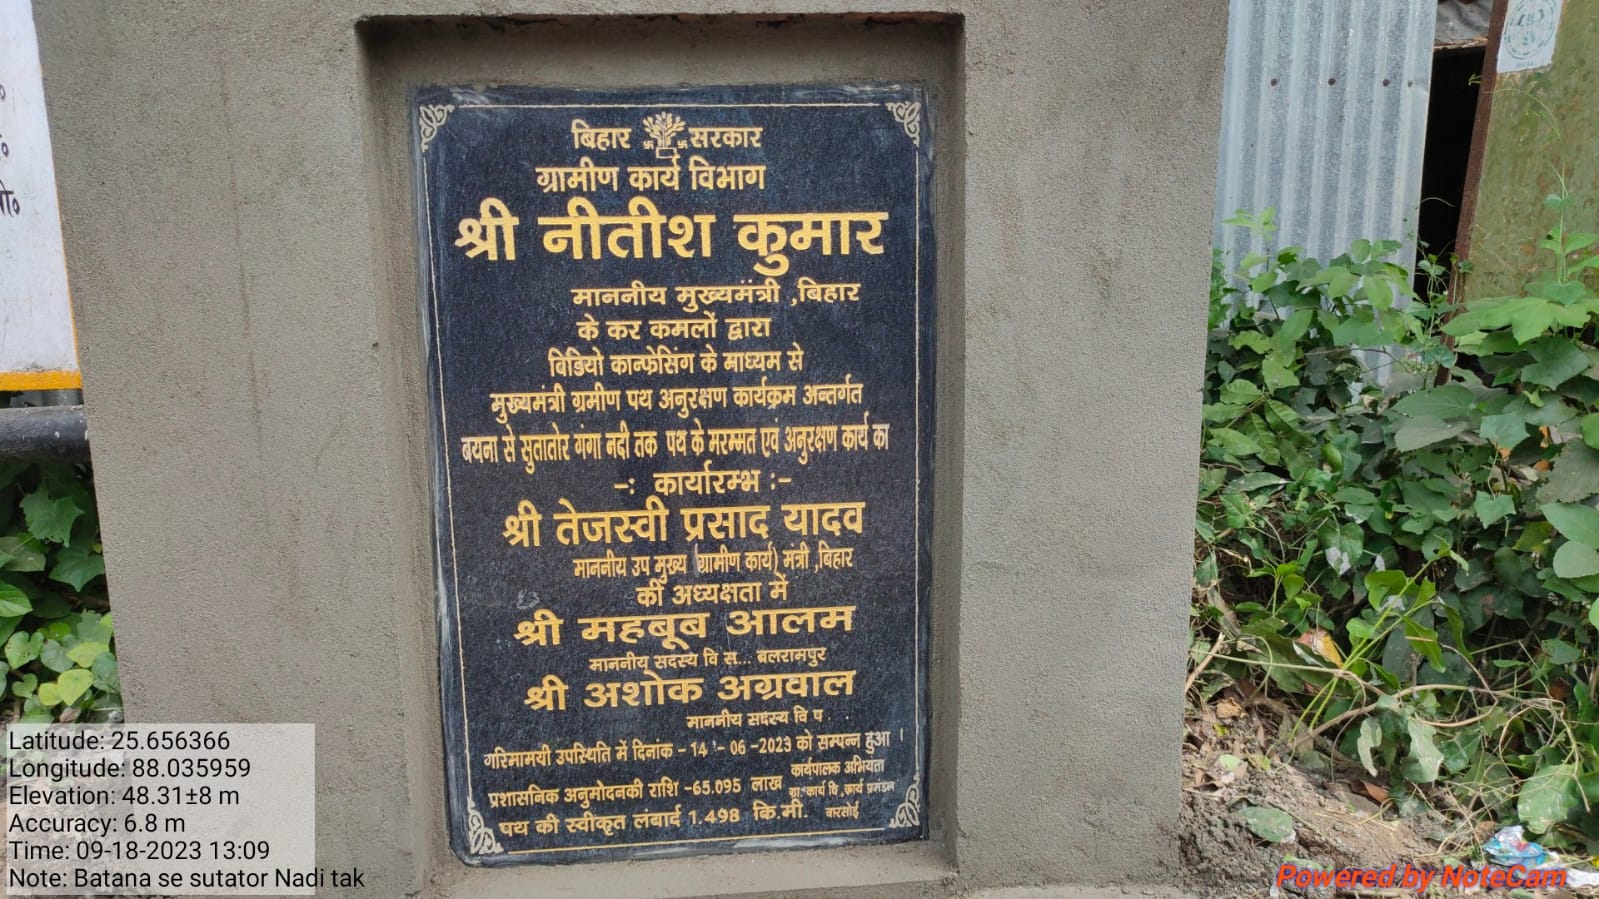 बिहार सरकार
ग्रामीण कार्य विभाग
श्री नीतीश कुमार
माननीय मुख्यमंत्री ,बिहार
के कर कमलों द्वारा
विडियो कान्फ्रेसिंग के माध्यम से
मुख्यमंत्री ग्रमीण पथ अनुरक्षण कार्यक्रम अन्तर्गत
बयना से सुतातोर गंगा नदी तक पथ के मरम्मत एवं अनुरक्षण कार्य का
-: कार्यारम्भ :-
श्री तेजस्वी प्रसाद यादव
माननीय उप मुख्य (ग्रामीण कार्य) मंत्री ,बिहार
की अध्यक्षता में
श्री महबूब आलम
माननीय सदस्य वि स... बलरामपुर
श्री अशोक अग्रवाल
माननीय सदस्य वि प .
गरिमामयी उपस्थिति में दिनांक - 14 - 06 -2023 को सम्पन्न हुआ ।
प्रशासनिक अनुमोदनकी राशि -65.095 लाख
पथ की स्वीकृत लंबाई 1.498 कि.मी.
कार्यपालक अभियंता
ग्रा. कार्य वि ,कार्य प्रमंडल
बारसोई
Latitude: 25.656366
Longitude: 88.035959
Elevation: 48.31±8 m
Accuracy: 6.8 m
Time: 09-18-2023 13:09
Note: Batana se sutator Nadi tak
Powered by NoteCam